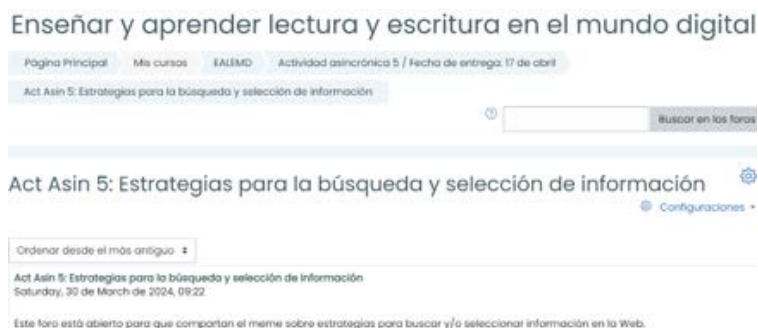 Enseñar y aprender lectura y escritura en el mundo digital
Página Principal Mis cursos EALEMD Actividad asincrónica 5 / Fecha de entrega: 17 de abril
Act Asin 5: Estrategias para la búsqueda y selección de información
Buscar en los foros
Act Asin 5: Estrategias para la búsqueda y selección de información
Configuraciones
Ordenar desde el más antiguo
Act Asin 5: Estrategias para la búsqueda y selección de información
Saturday, 30 de March de 2024, 09:22
Este foro está abierto para que compartan el meme sobre estrategias para buscar y/o seleccionar información en la Web.